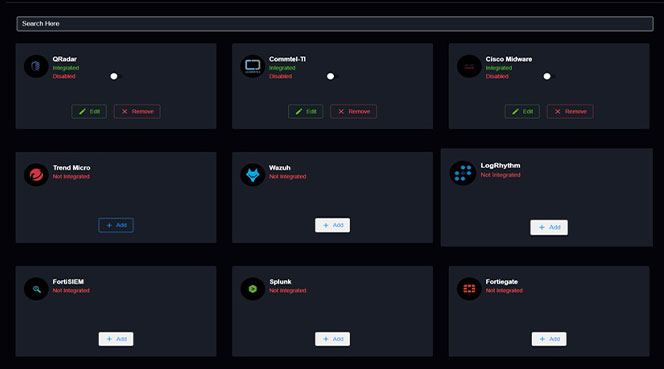 Search Here
QRadar
Integrated
Disabled
Edit
Remove
Commtel-TI
Integrated
Disabled
Edit
Remove
Cisco Midware
Integrated
Disabled
Edit
Remove
Trend Micro
Not Integrated
Add
Wazuh
Not Integrated
Add
LogRhythm
Not Integrated
Add
FortiSIEM
Not Integrated
Add
Splunk
Not Integrated
Add
Fortiegate
Not Integrated
Add